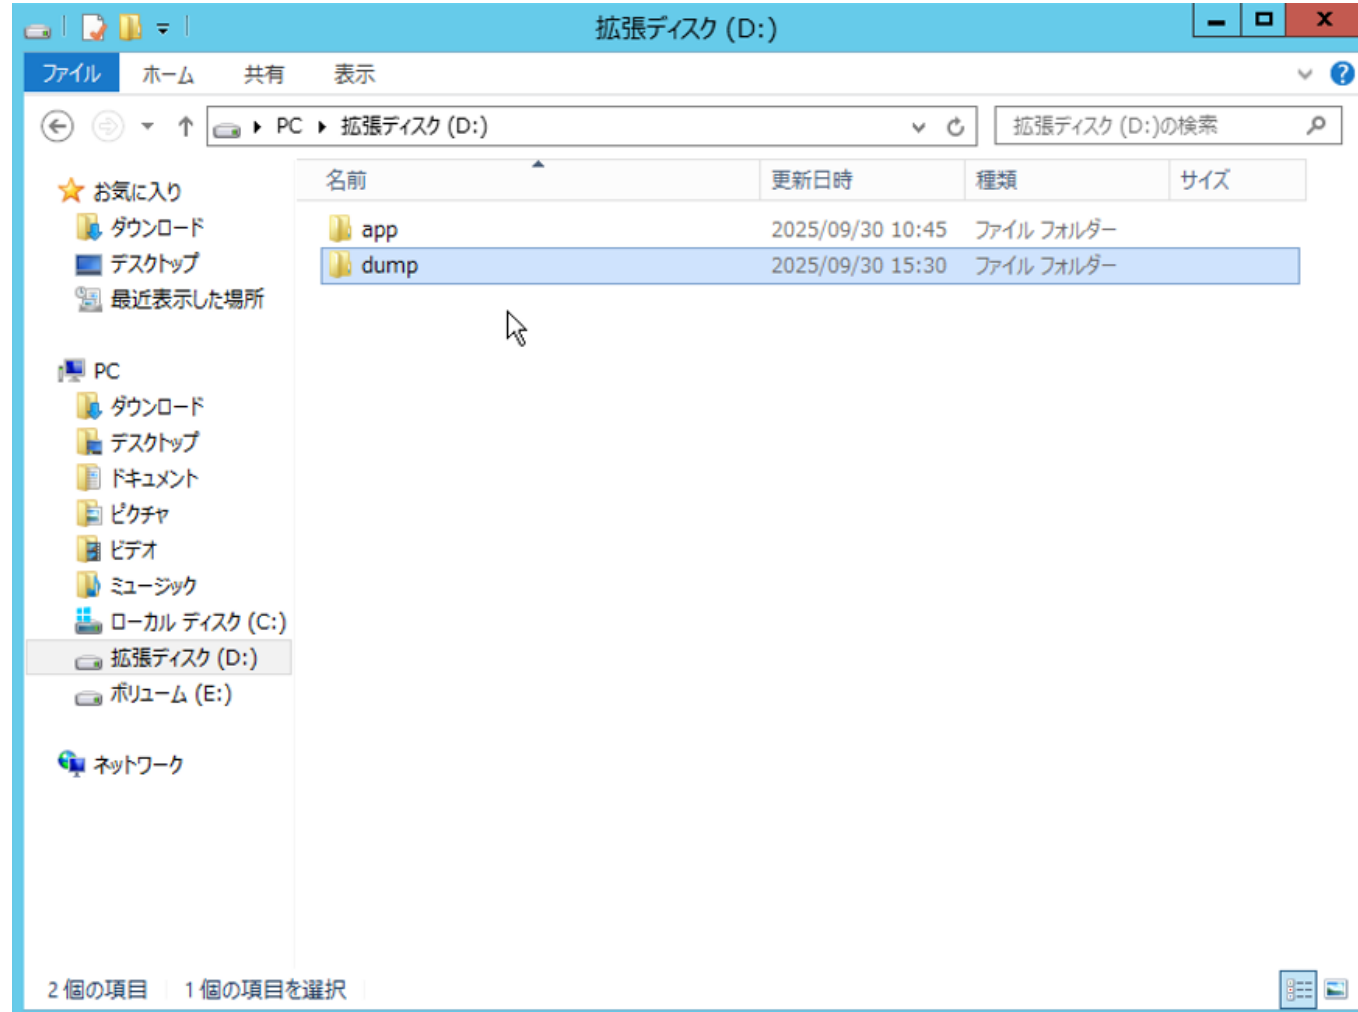 拡張ディスク (D:)
ファイル ホーム 共有 表示
PC 拡張ディスク (D:) 拡張ディスク (D:)の検索
名前 更新日時 種類 サイズ
app 2025/09/30 10:45 ファイル フォルダー
dump 2025/09/30 15:30 ファイル フォルダー
お気に入り
ダウンロード
デスクトップ
最近表示した場所
PC
ダウンロード
デスクトップ
ドキュメント
ピクチャ
ビデオ
ミュージック
ローカル ディスク (C:)
拡張ディスク (D:)
ボリューム (E:)
ネットワーク
2 個の項目 1 個の項目を選択